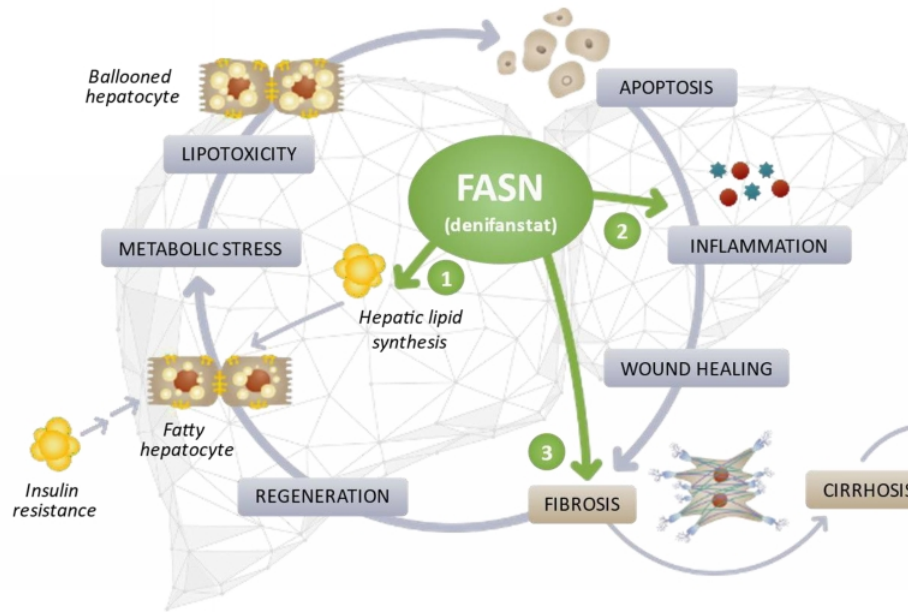 Ballooned
hepatocyte
APOPTOSIS
LIPOTOXICITY
FASN
(denifanstat)
2
METABOLIC STRESS
INFLAMMATION
1
Hepatic lipid
synthesis
WOUND HEALING
Fatty
hepatocyte
3
Insulin
resistance
REGENERATION
FIBROSIS
CIRRHOSIS